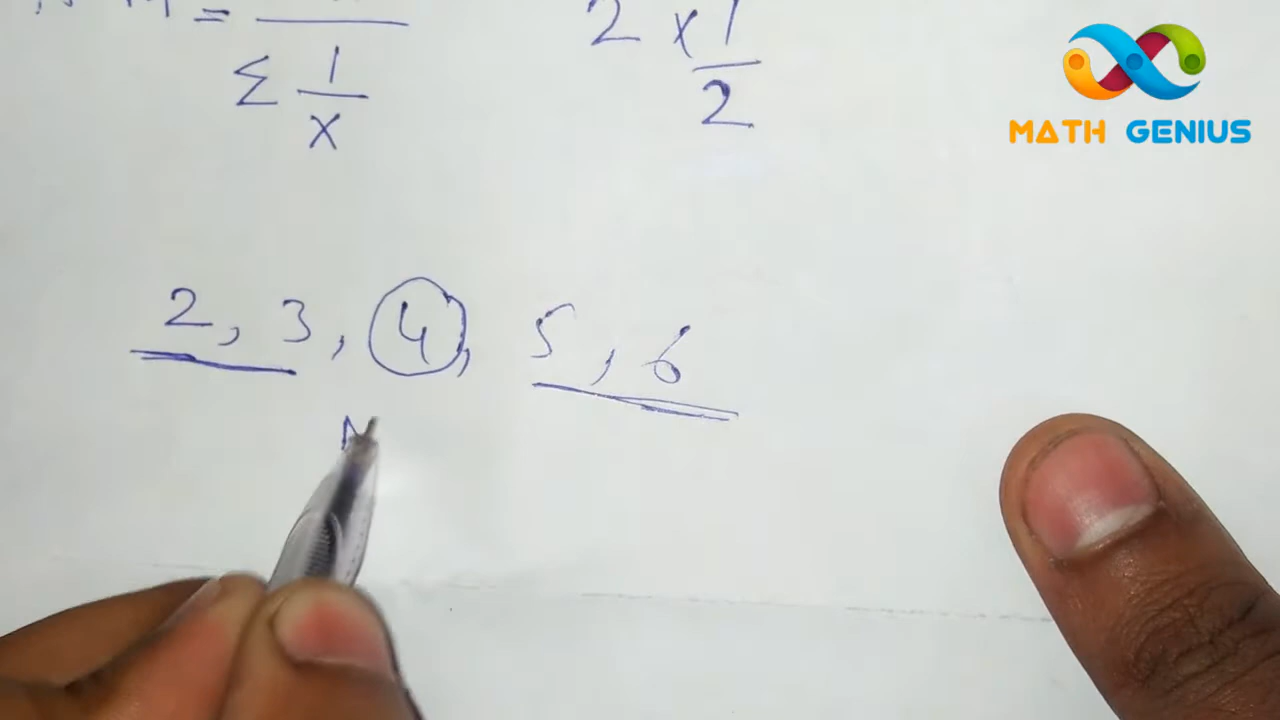 M =
Σ 1/x
2 × 1/2
MATH GENIUS
2, 3, 4, 5, 6